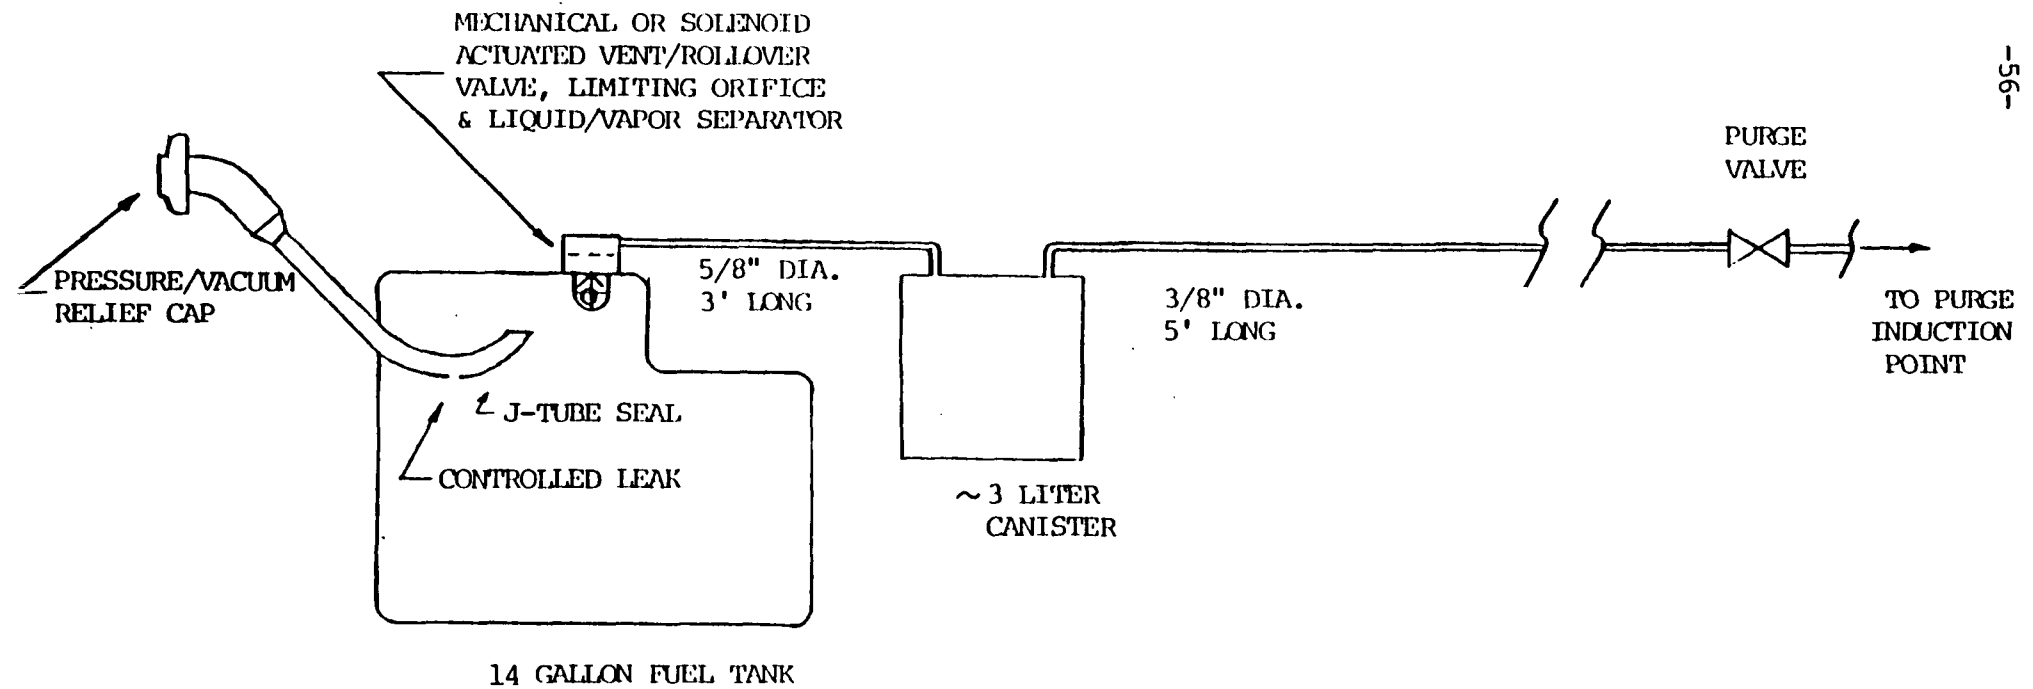 MECHANICAL OR SOLENOID
ACTUATED VENT/ROLLOVER
VALVE, LIMITING ORIFICE
& LIQUID/VAPOR SEPARATOR
-56-
PURGE
VALVE
PRESSURE/VACUUM
RELIEF CAP
5/8" DIA.
3' LONG
3/8" DIA.
5' LONG
TO PURGE
INDUCTION
POINT
J-TUBE SEAL
CONTROLLED LEAK
~3 LITER
CANISTER
14 GALLON FUEL TANK